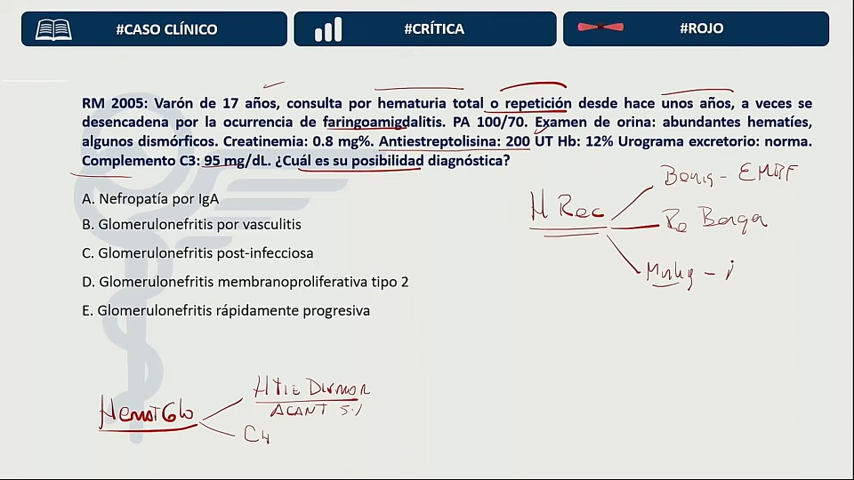 #CASO CLÍNICO
#CRÍTICA
#ROJO
RM 2005: Varón de 17 años, consulta por hematuria total o repetición desde hace unos años, a veces se
desencadena por la ocurrencia de faringoamigdalitis. PA 100/70. Examen de orina: abundantes hematíes,
algunos dismórficos. Creatinemia: 0.8 mg%. Antiestreptolisina: 200 UT Hb: 12% Urograma excretorio: norma.
Complemento C3: 95 mg/dL. ¿Cuál es su posibilidad diagnóstica?
A. Nefropatía por IgA
B. Glomerulonefritis por vasculitis
C. Glomerulonefritis post-infecciosa
D. Glomerulonefritis membranoproliferativa tipo 2
E. Glomerulonefritis rápidamente progresiva
H Rec
HematGlo
ACANT 5%